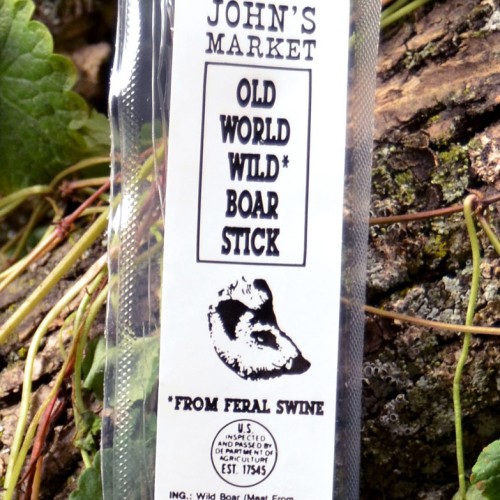 JOHN'S
MARKET
OLD
WORLD
WILD*
BOAR
STICK
*FROM FERAL SWINE
U.S.
INSPECTED
AND PASSED BY
DEPARTMENT OF
AGRICULTURE
EST. 17545
ING.: Wild Boar (Meat From